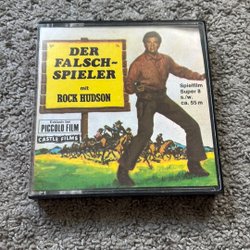 DER
FALSCH-
SPIELER
mit
ROCK HUDSON
Spielfilm
Super 8
s./w.
ca. 55 m
PICCOLO FILM
CASTLE FILMS